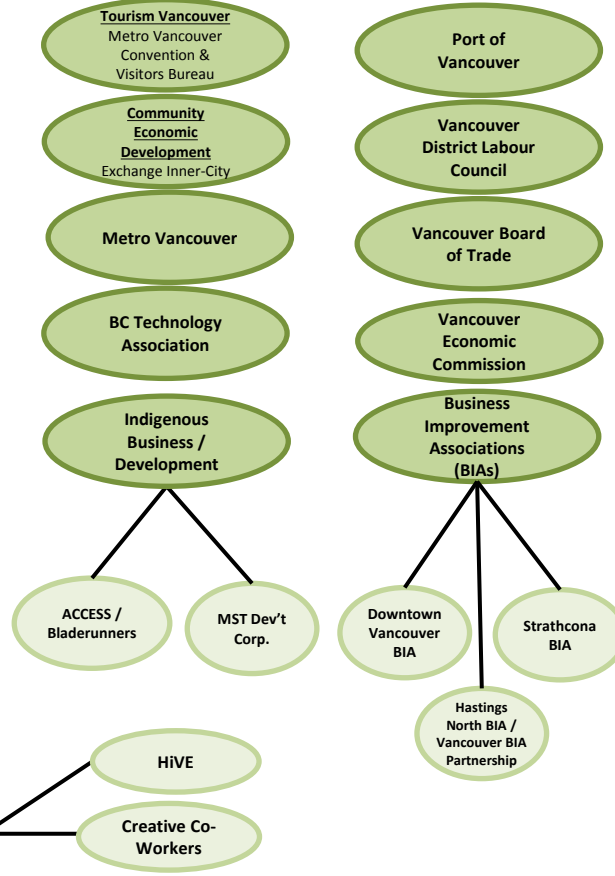 Tourism Vancouver
Metro Vancouver
Convention &
Visitors Bureau
Port of
Vancouver
Community
Economic
Development
Exchange Inner-City
Vancouver
District Labour
Council
Metro Vancouver
Vancouver Board
of Trade
BC Technology
Association
Vancouver
Economic
Commission
Indigenous
Business /
Development
Business
Improvement
Associations
(BIAs)
ACCESS /
Bladerunners
MST Dev't
Corp.
Downtown
Vancouver
BIA
Strathcona
BIA
Hastings
North BIA /
Vancouver BIA
Partnership
HiVE
Creative Co-
Workers